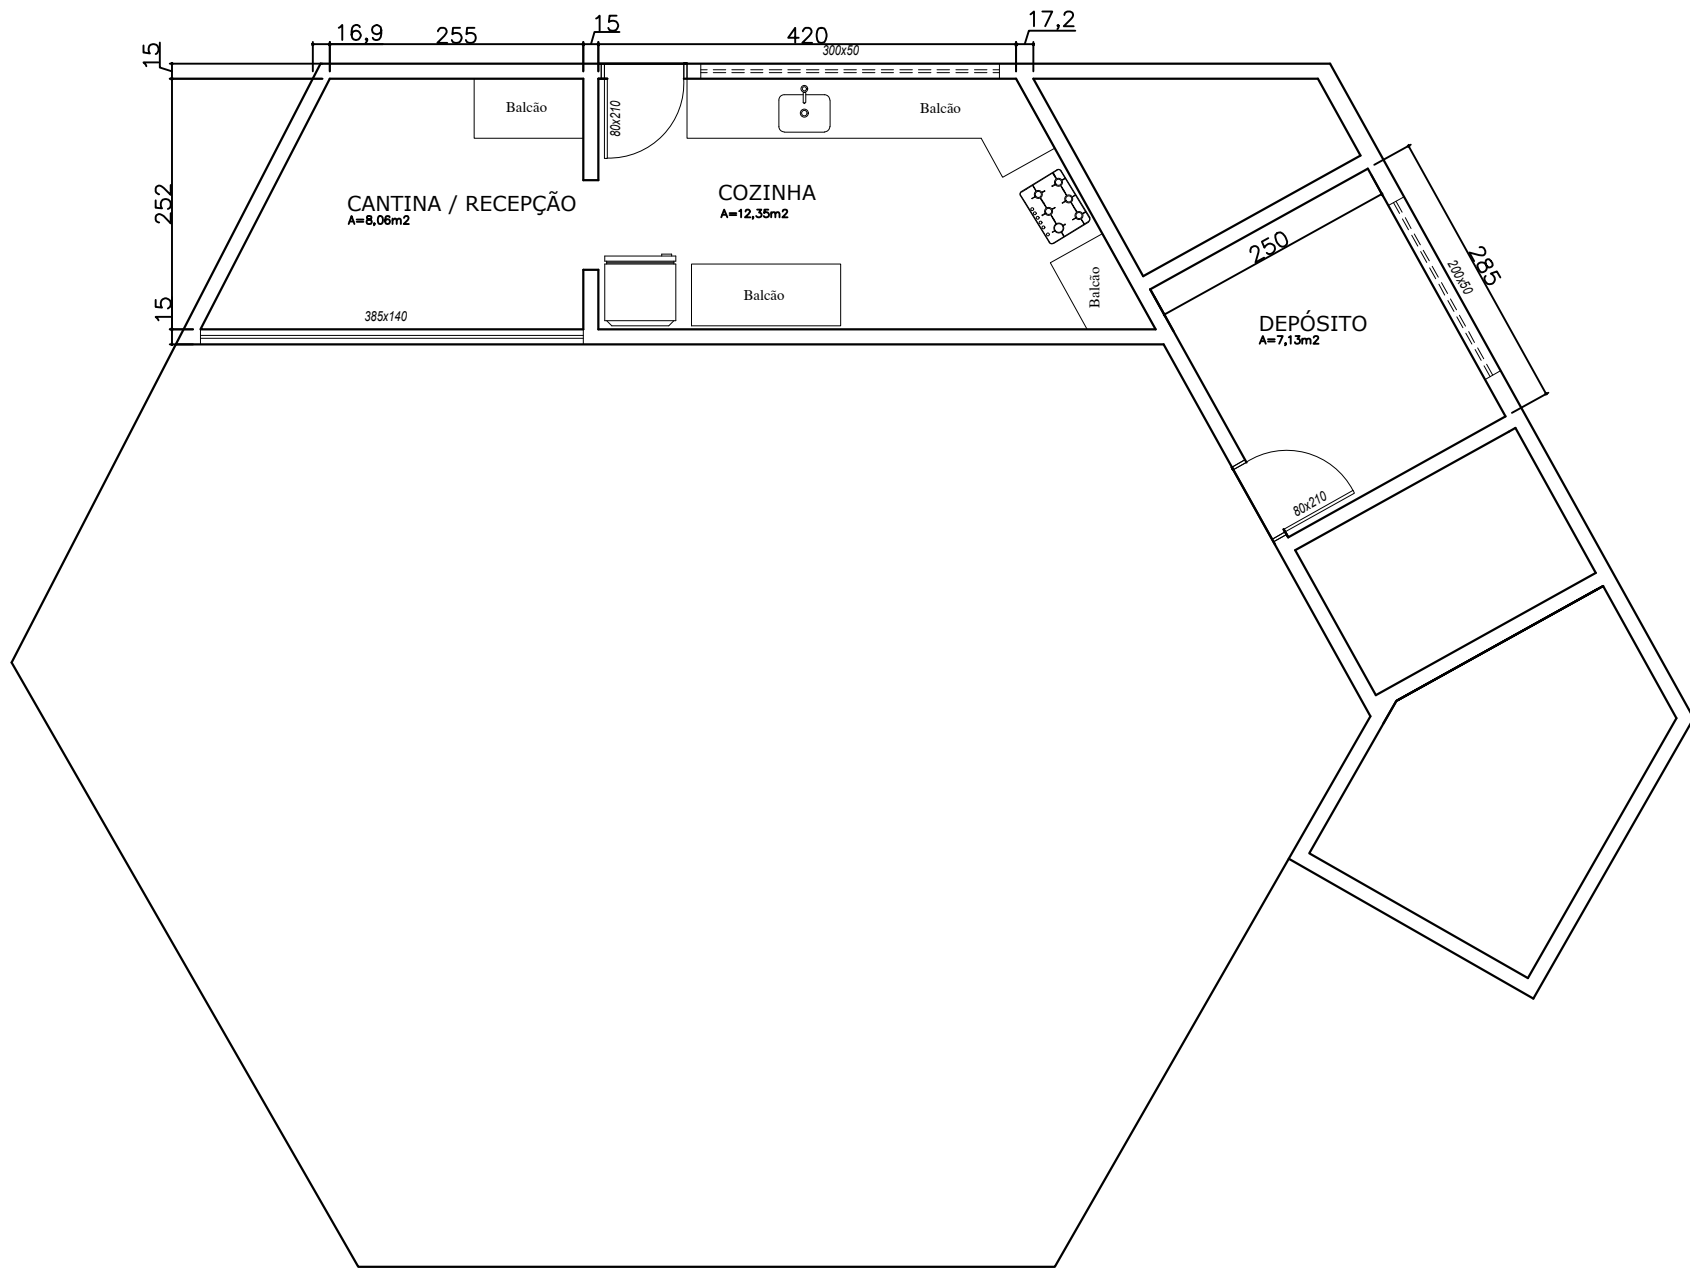 16,9
255
15
420
17,2
300x50
15
Balcão
80x210
Balcão
252
CANTINA / RECEPÇÃO
A=8,06m2
COZINHA
A=12,35m2
250
285
200x50
Balcão
Balcão
15
385x140
DEPÓSITO
A=7,13m2
80x210